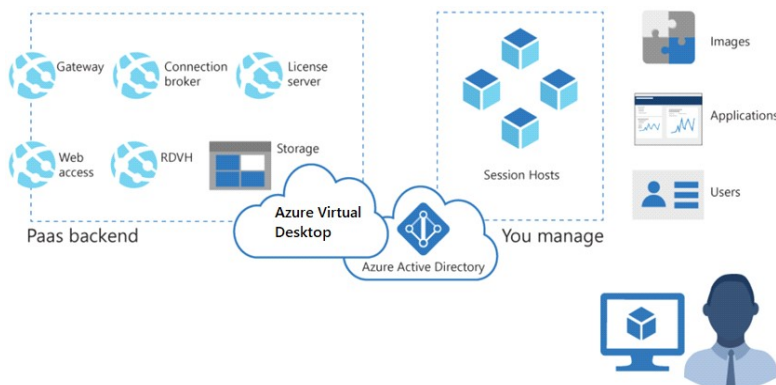 Gateway
Connection
broker
License
server
Images
Applications
Web
access
RDVH
Storage
Session Hosts
Users
Azure Virtual
Desktop
Paas backend
You manage
Azure Active Directory